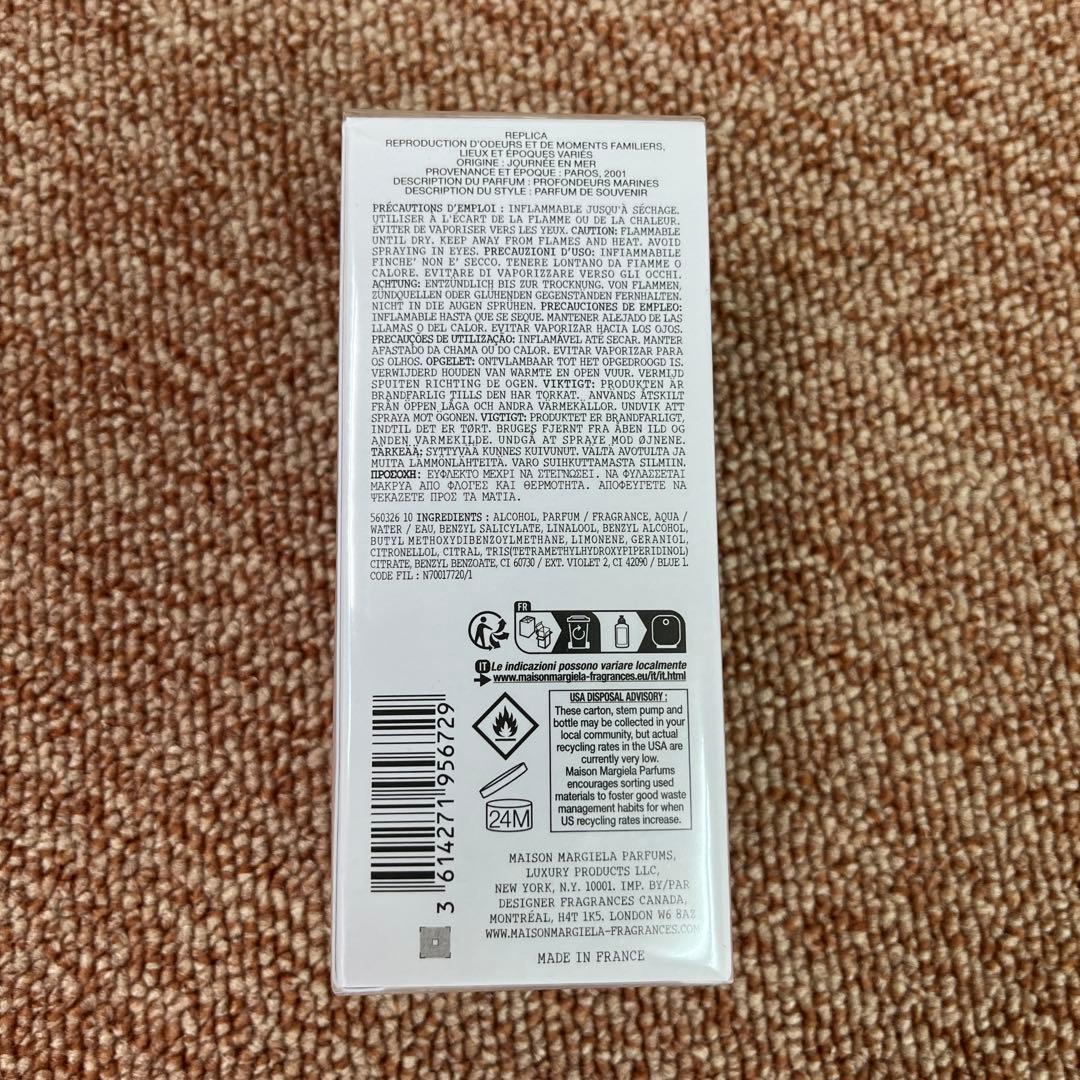 REPLICA
REPRODUCTION D'ODEURS ET DE MOMENTS FAMILIERS,
LIEUX ET ÉPOQUES VARIÉS
ORIGINE : JOURNÉE EN MER
PROVENANCE ET ÉPOQUE : PAROS, 2001
DESCRIPTION DU PARFUM : PROFONDEURS MARINES
DESCRIPTION DU STYLE : PARFUM DE SOUVENIR
PRÉCAUTIONS D'EMPLOI : INFLAMMABLE JUSQU'À SÉCHAGE.
UTILISER À L'ÉCART DE LA FLAMME OU DE LA CHALEUR.
ÉVITER DE VAPORISER VERS LES YEUX. CAUTION: FLAMMABLE
UNTIL DRY. KEEP AWAY FROM FLAMES AND HEAT. AVOID
SPRAYING IN EYES. PRECAUZIONI D'USO: INFIAMMABILE
FINCHE' NON E' SECCO. TENERE LONTANO DA FIAMME O
CALORE. EVITARE DI VAPORIZZARE VERSO GLI OCCHI.
ACHTUNG: ENTZÜNDLICH BIS ZUR TROCKNUNG. VON FLAMMEN,
ZÜNDQUELLEN ODER GLÜHENDEN GEGENSTÄNDEN FERNHALTEN.
NICHT IN DIE AUGEN SPRÜHEN. PRECAUCIONES DE EMPLEO:
INFLAMABLE HASTA QUE SE SEQUE. MANTENER ALEJADO DE LAS
LLAMAS O DEL CALOR. EVITAR VAPORIZAR HACIA LOS OJOS.
PRECAUÇÕES DE UTILIZAÇÃO: INFLAMÁVEL ATÉ SECAR. MANTER
AFASTADO DA CHAMA OU DO CALOR. EVITAR VAPORIZAR PARA
OS OLHOS. OPGELET: ONTVLAMBAAR TOT HET OPGEDROOGD IS.
VERWIJDERD HOUDEN VAN WARMTE EN OPEN VUUR. VERMIJD
SPUITEN RICHTING DE OGEN. VIKTIGT: PRODUKTEN ÄR
BRANDFARLIG TILLS DEN HAR TORKAT. ANVÄNDS ÅTSKILT
FRÅN ÖPPEN LÅGA OCH ANDRA VÄRMEKÄLLOR. UNDVIK ATT
SPRAYA MOT ÖGONEN. VIGTIGT: PRODUKTET ER BRANDFARLIGT,
INDTIL DET ER TØRT. BRUGES FJERNT FRA ÅBEN ILD OG
ANDEN VARMEKILDE. UNDGÅ AT SPRAYE MOD ØJNENE.
TÄRKEÄÄ: SYTTYVÄÄ KUNNES KUIVUNUT. VÄLTÄ AVOTULTA JA
MUITA LÄMMÖNLÄHTEITÄ. VARO SUIHKUTTAMASTA SILMIIN.
ΠΡΟΣΟΧΗ: ΕΥΦΛΕΚΤΟ ΜΕΧΡΙ ΝΑ ΣΤΕΓΝΩΣΕΙ. ΝΑ ΦΥΛΑΣΣΕΤΑΙ
ΜΑΚΡΥΑ ΑΠΟ ΦΛΟΓΕΣ ΚΑΙ ΘΕΡΜΟΤΗΤΑ. ΑΠΟΦΕΥΓΕΤΕ ΝΑ
ΨΕΚΑΖΕΤΕ ΠΡΟΣ ΤΑ ΜΑΤΙΑ.
560326 10 INGREDIENTS : ALCOHOL, PARFUM / FRAGRANCE, AQUA /
WATER / EAU, BENZYL SALICYLATE, LINALOOL, BENZYL ALCOHOL,
BUTYL METHOXYDIBENZOYLMETHANE, LIMONENE, GERANIOL,
CITRONELLOL, CITRAL, TRIS(TETRAMETHYLHYDROXYPIPERIDINOL)
CITRATE, BENZYL BENZOATE, CI 60730 / EXT. VIOLET 2, CI 42090 / BLUE 1.
CODE FIL : N70017720/1
FR
IT Le indicazioni possono variare localmente
www.maisonmargiela-fragrances.eu/it/it.html
USA DISPOSAL ADVISORY :
These carton, stem pump and
bottle may be collected in your
local community, but actual
recycling rates in the USA are
currently very low.
Maison Margiela Parfums
encourages sorting used
materials to foster good waste
management habits for when
US recycling rates increase.
24M
3 614271 956729
MAISON MARGIELA PARFUMS,
LUXURY PRODUCTS LLC,
NEW YORK, N.Y. 10001. IMP. BY/PAR
DESIGNER FRAGRANCES CANADA,
MONTRÉAL, H4T 1K5. LONDON W6 8AZ
WWW.MAISONMARGIELA-FRAGRANCES.COM
MADE IN FRANCE